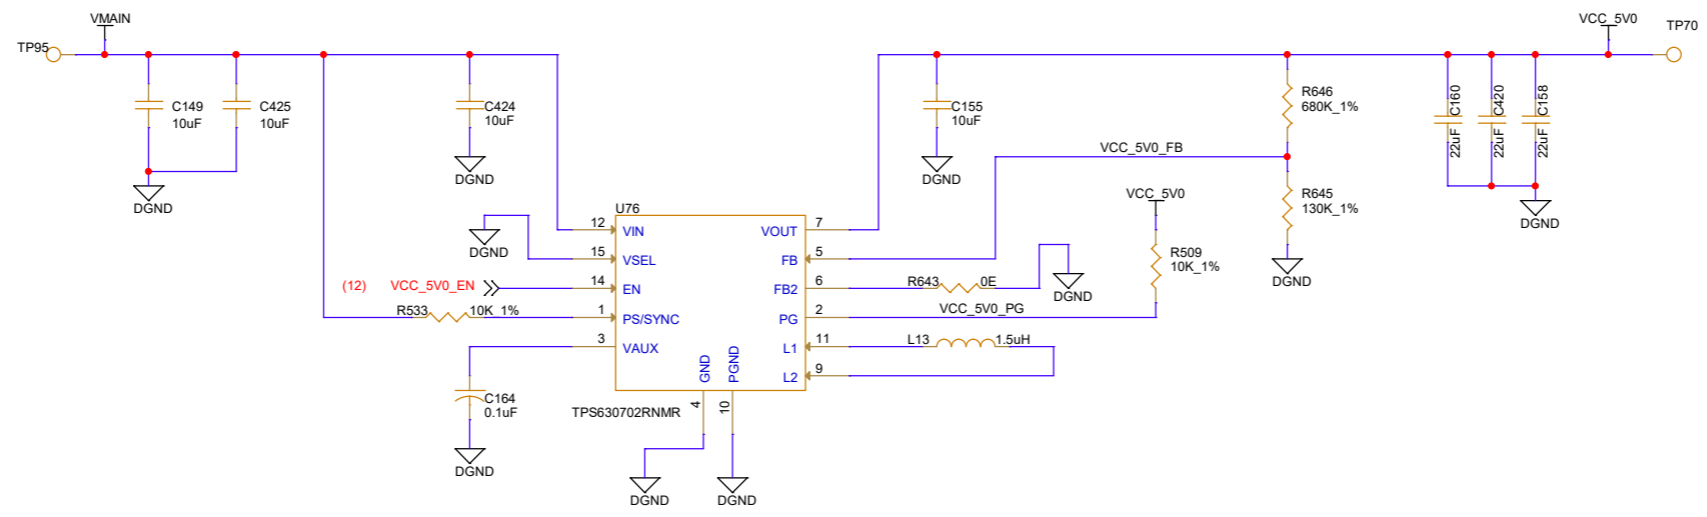 VMAIN
TP95
C149
10uF
C425
10uF
C424
10uF
DGND
DGND
VCC_5V0
TP70
C155
10uF
DGND
R646
680K_1%
C160
22uF
C420
22uF
C158
22uF
DGND
VCC_5V0_FB
R645
130K_1%
DGND
VCC_5V0
R509
10K_1%
U76
DGND
12 VIN
15 VSEL
14 EN
1 PS/SYNC
3 VAUX
VOUT 7
FB 5
FB2 6
PG 2
L1 11
L2 9
GND
4
PGND
10
(12) VCC_5V0_EN
R533 10K_1%
R643 0E
DGND
VCC_5V0_PG
L13 1.5uH
C164
0.1uF
DGND
TPS630702RNMR
DGND
DGND